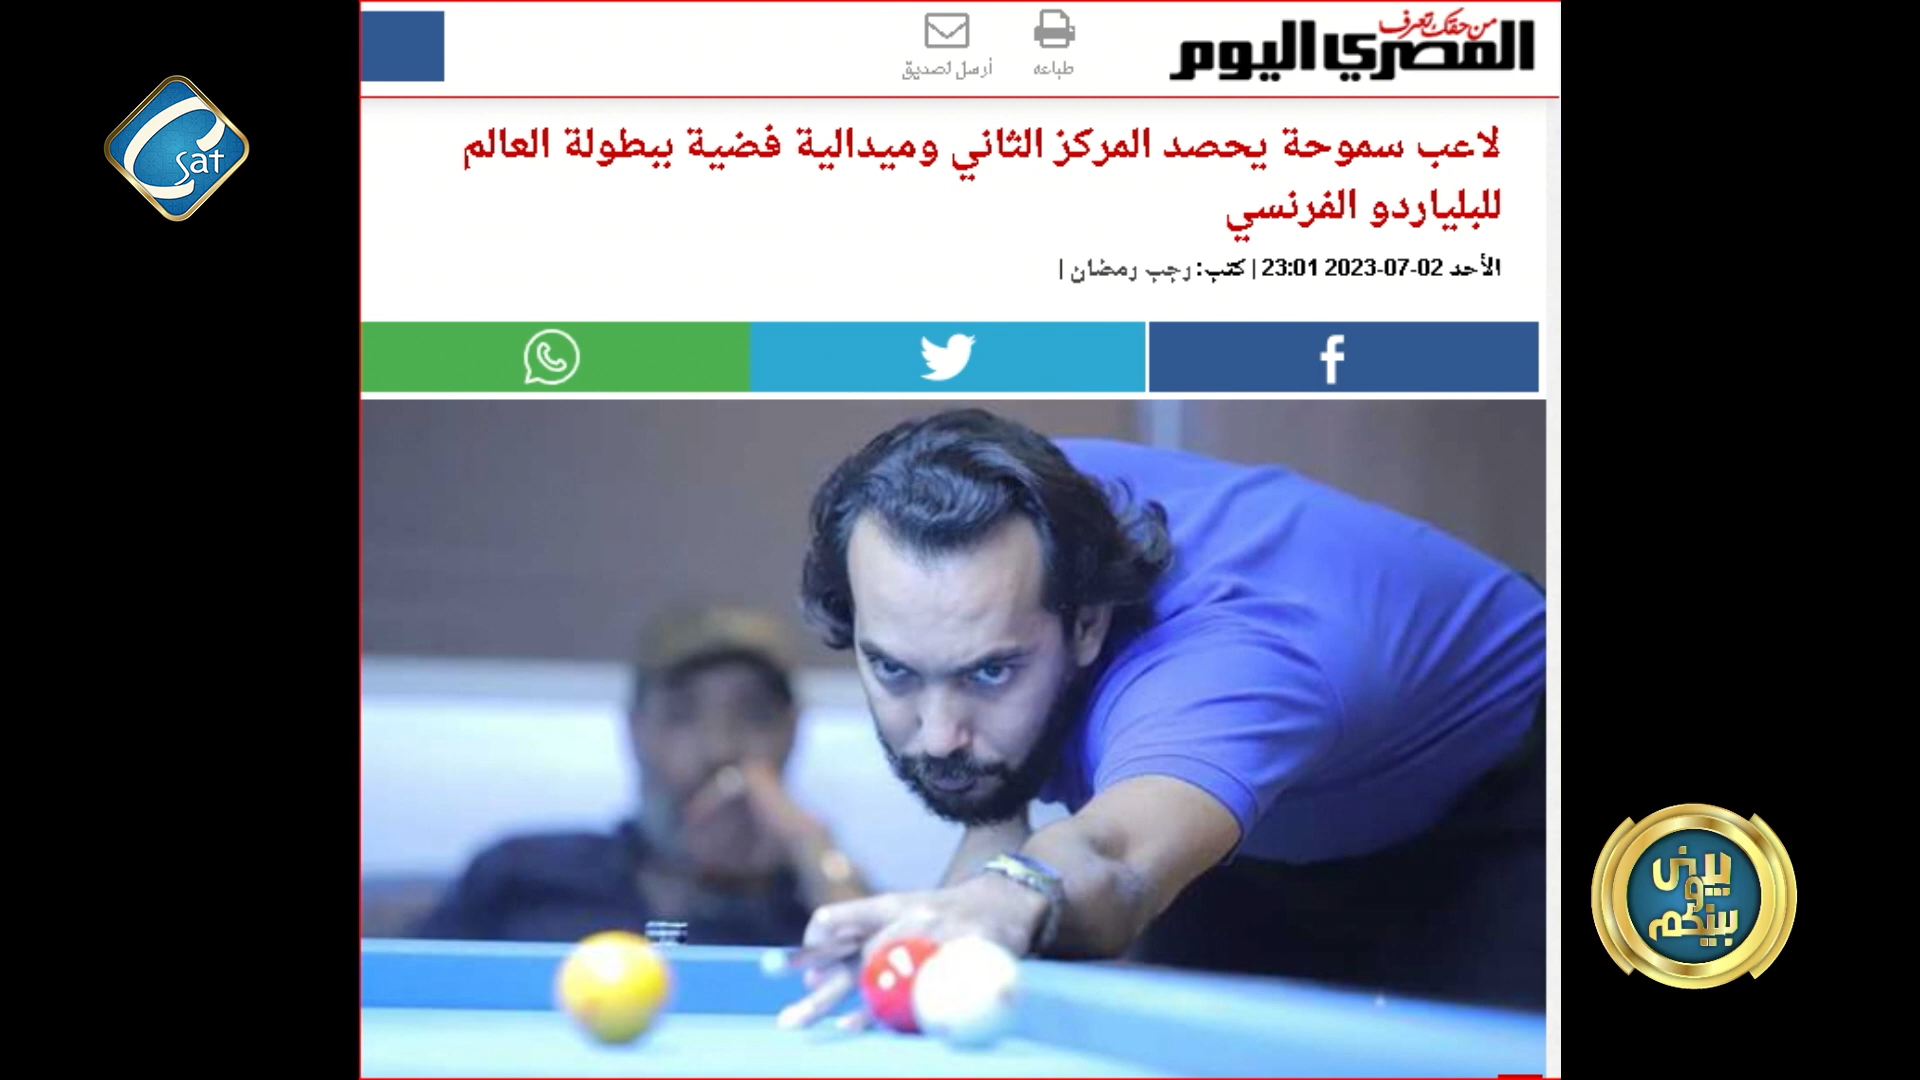 من حقك تعرف
المصري اليوم
طباعة
أرسل لصديق
C sat
لاعب سموحة يحصد المركز الثاني وميدالية فضية ببطولة العالم
للبلياردو الفرنسي
الأحد 02-07-2023 23:01 | كتب: رجب رمضان |
بينى
و
بينكم